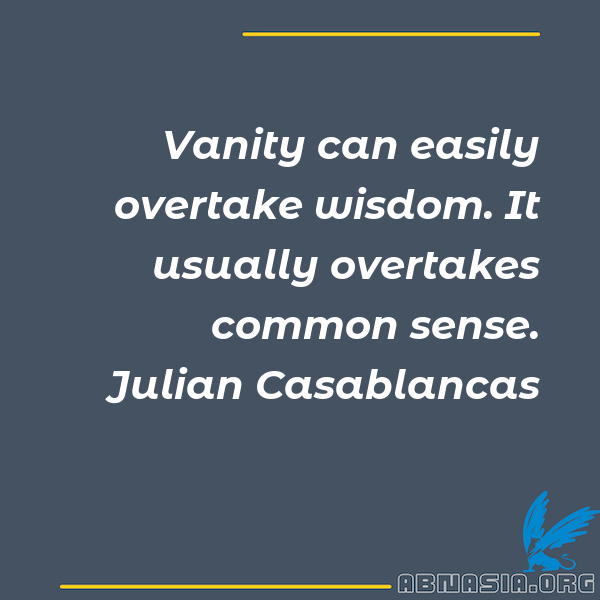 Vanity can easily
overtake wisdom. It
usually overtakes
common sense.
Julian Casablancas
ABNASIA.ORG